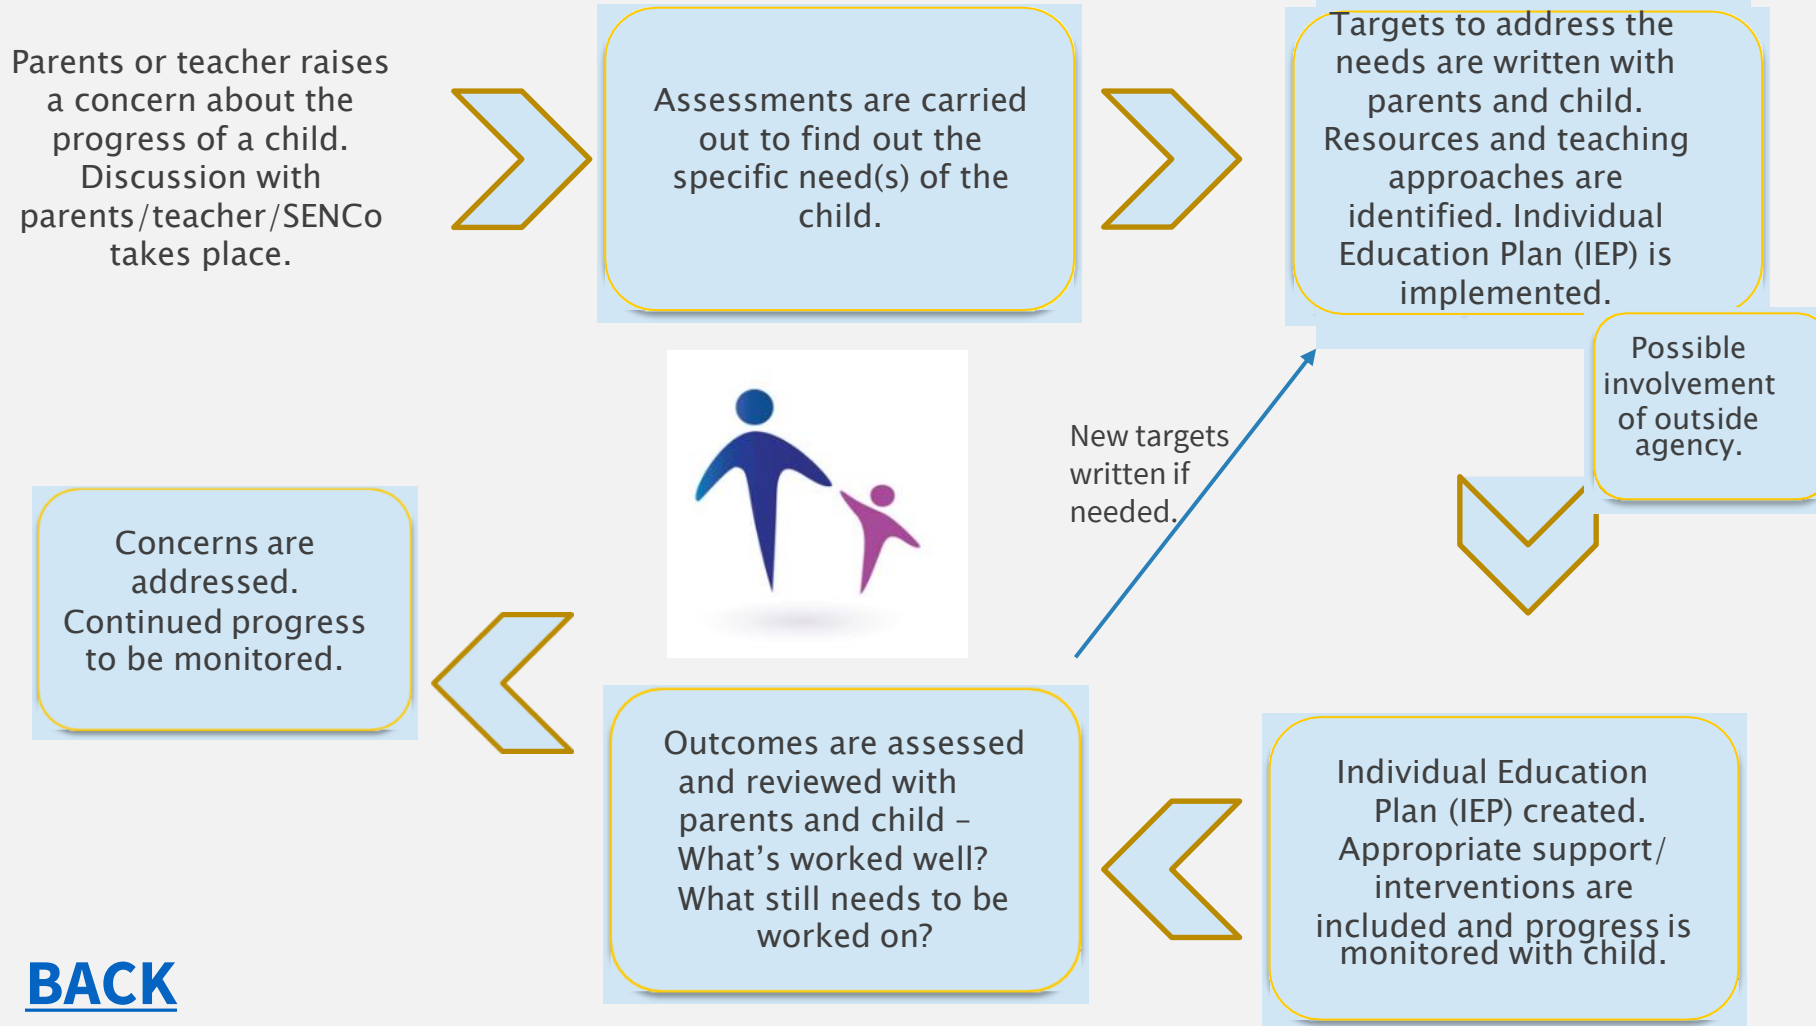 Parents or teacher raises
a concern about the
progress of a child.
Discussion with
parents/teacher/SENCo
takes place.
Assessments are carried
out to find out the
specific need(s) of the
child.
Targets to address the
needs are written with
parents and child.
Resources and teaching
approaches are
identified. Individual
Education Plan (IEP) is
implemented.
Possible
involvement
of outside
agency.
New targets
written if
needed.
Individual Education
Plan (IEP) created.
Appropriate support/
interventions are
included and progress is
monitored with child.
Outcomes are assessed
and reviewed with
parents and child –
What’s worked well?
What still needs to be
worked on?
Concerns are
addressed.
Continued progress
to be monitored.
BACK